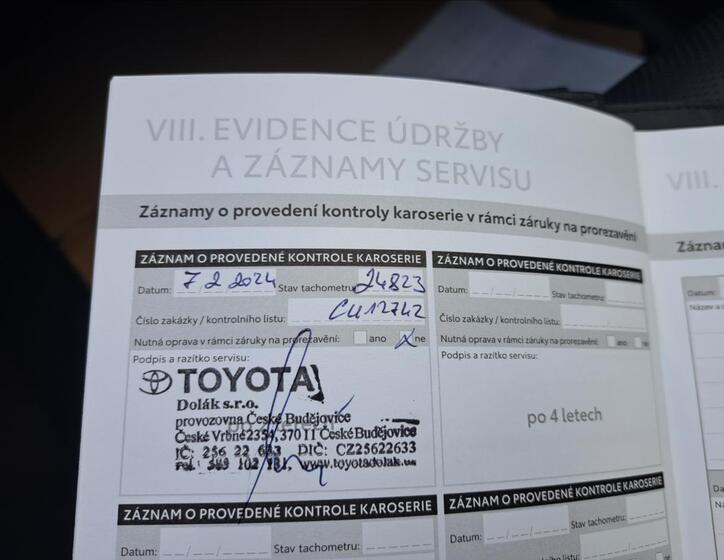 VIII. EVIDENCE ÚDRŽBY
A ZÁZNAMY SERVISU
Záznamy o provedení kontroly karoserie v rámci záruky na prorezavění
ZÁZNAM O PROVEDENÉ KONTROLE KAROSERIE
Datum: 7 2 2024 Stav tachometru: 24823
Číslo zakázky / kontrolního listu: CU12742
Nutná oprava v rámci záruky na prorezavění: ano x ne
Podpis a razítko servisu:
TOYOTA
Dolák s.r.o.
provozovna České Budějovice
České Vrbné 2354, 370 11 České Budějovice
IČ: 256 22 633 DIČ: CZ25622633
www.toyotadolak.
ZÁZNAM O PROVEDENÉ KONTROLE KAROSERIE
Datum: Stav tachometru:
Číslo zakázky / kontrolního listu:
Nutná oprava v rámci záruky na prorezavění: ano ne
Podpis a razítko servisu:
po 4 letech
ZÁZNAM O PROVEDENÉ KONTROLE KAROSERIE
Datum: Stav tachometru:
ZÁZNAM O PROVEDENÉ KONTROLE KAROSERIE
Datum: Stav tachometru:
VIII.